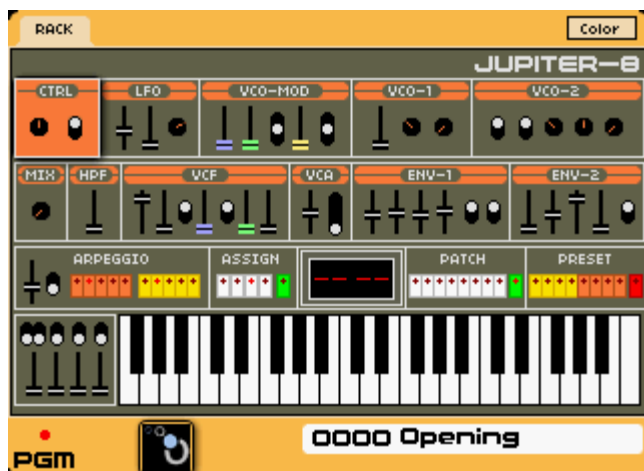 RACK
Color
JUPITER-8
CTRL LFO VCO-MOD VCO-1 VCO-2
MIX HPF VCF VCA ENV-1 ENV-2
ARPEGGIO ASSIGN PATCH PRESET
PGM
0000 Opening